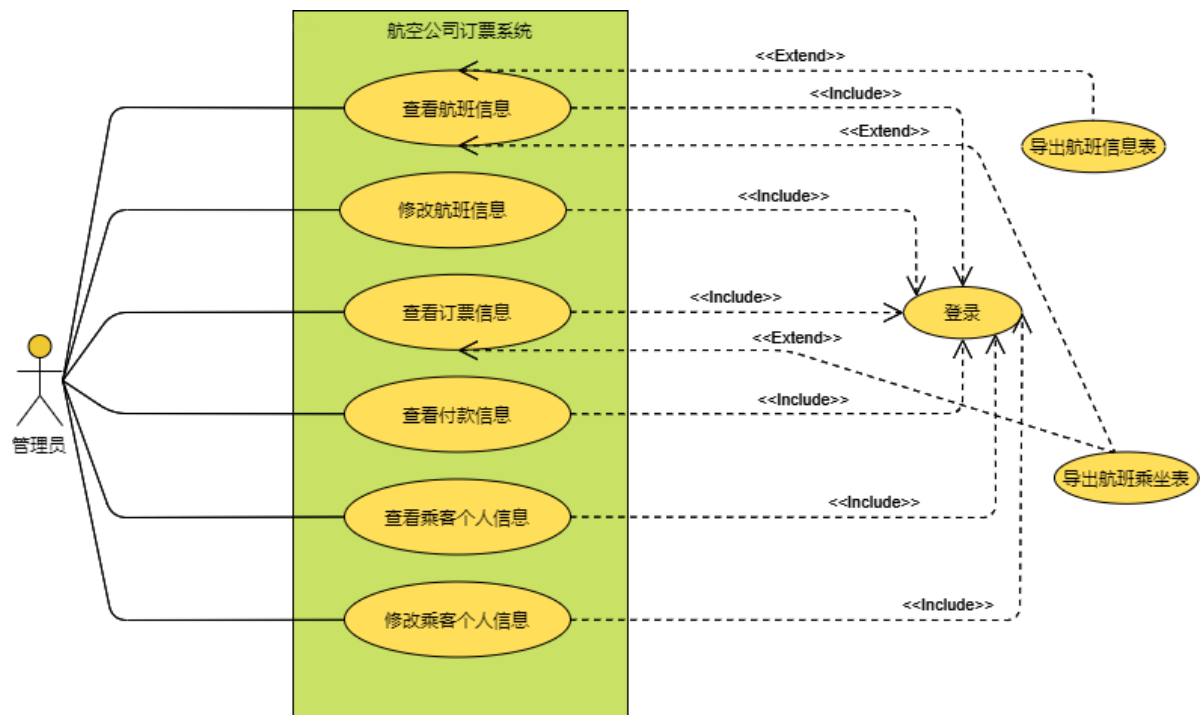 航空公司订票系统
<<Extend>>
查看航班信息
<<Include>>
<<Extend>>
导出航班信息表
修改航班信息
<<Include>>
查看订票信息
<<Include>>
登录
<<Extend>>
管理员
查看付款信息
<<Include>>
导出航班乘坐表
查看乘客个人信息
<<Include>>
修改乘客个人信息
<<Include>>